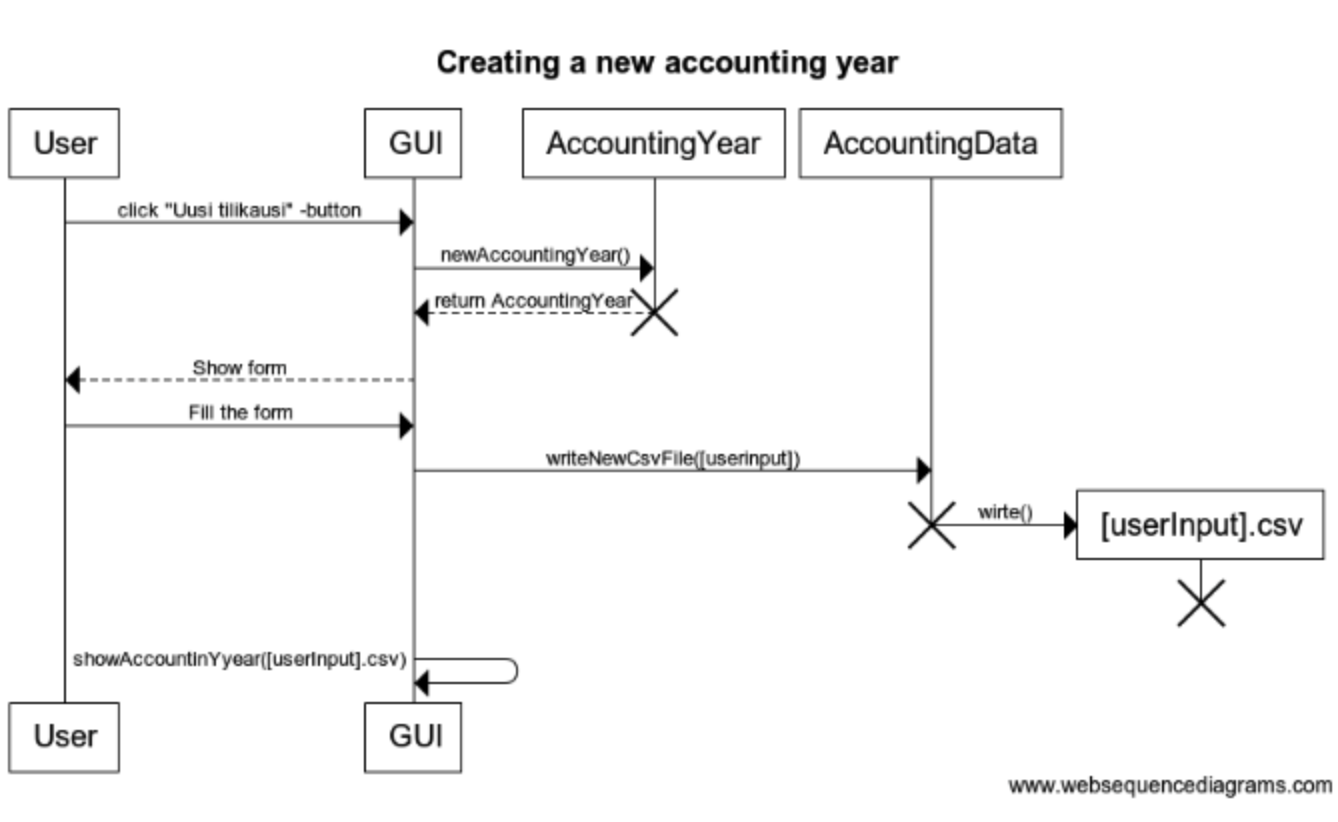 Creating a new accounting year
User
GUI
AccountingYear
AccountingData
click "Uusi tilikausi" -button
newAccountingYear()
return AccountingYear
Show form
Fill the form
writeNewCsvFile([userinput])
wirte()
[userInput].csv
showAccountinYyear([userInput].csv)
User
GUI
www.websequencediagrams.com